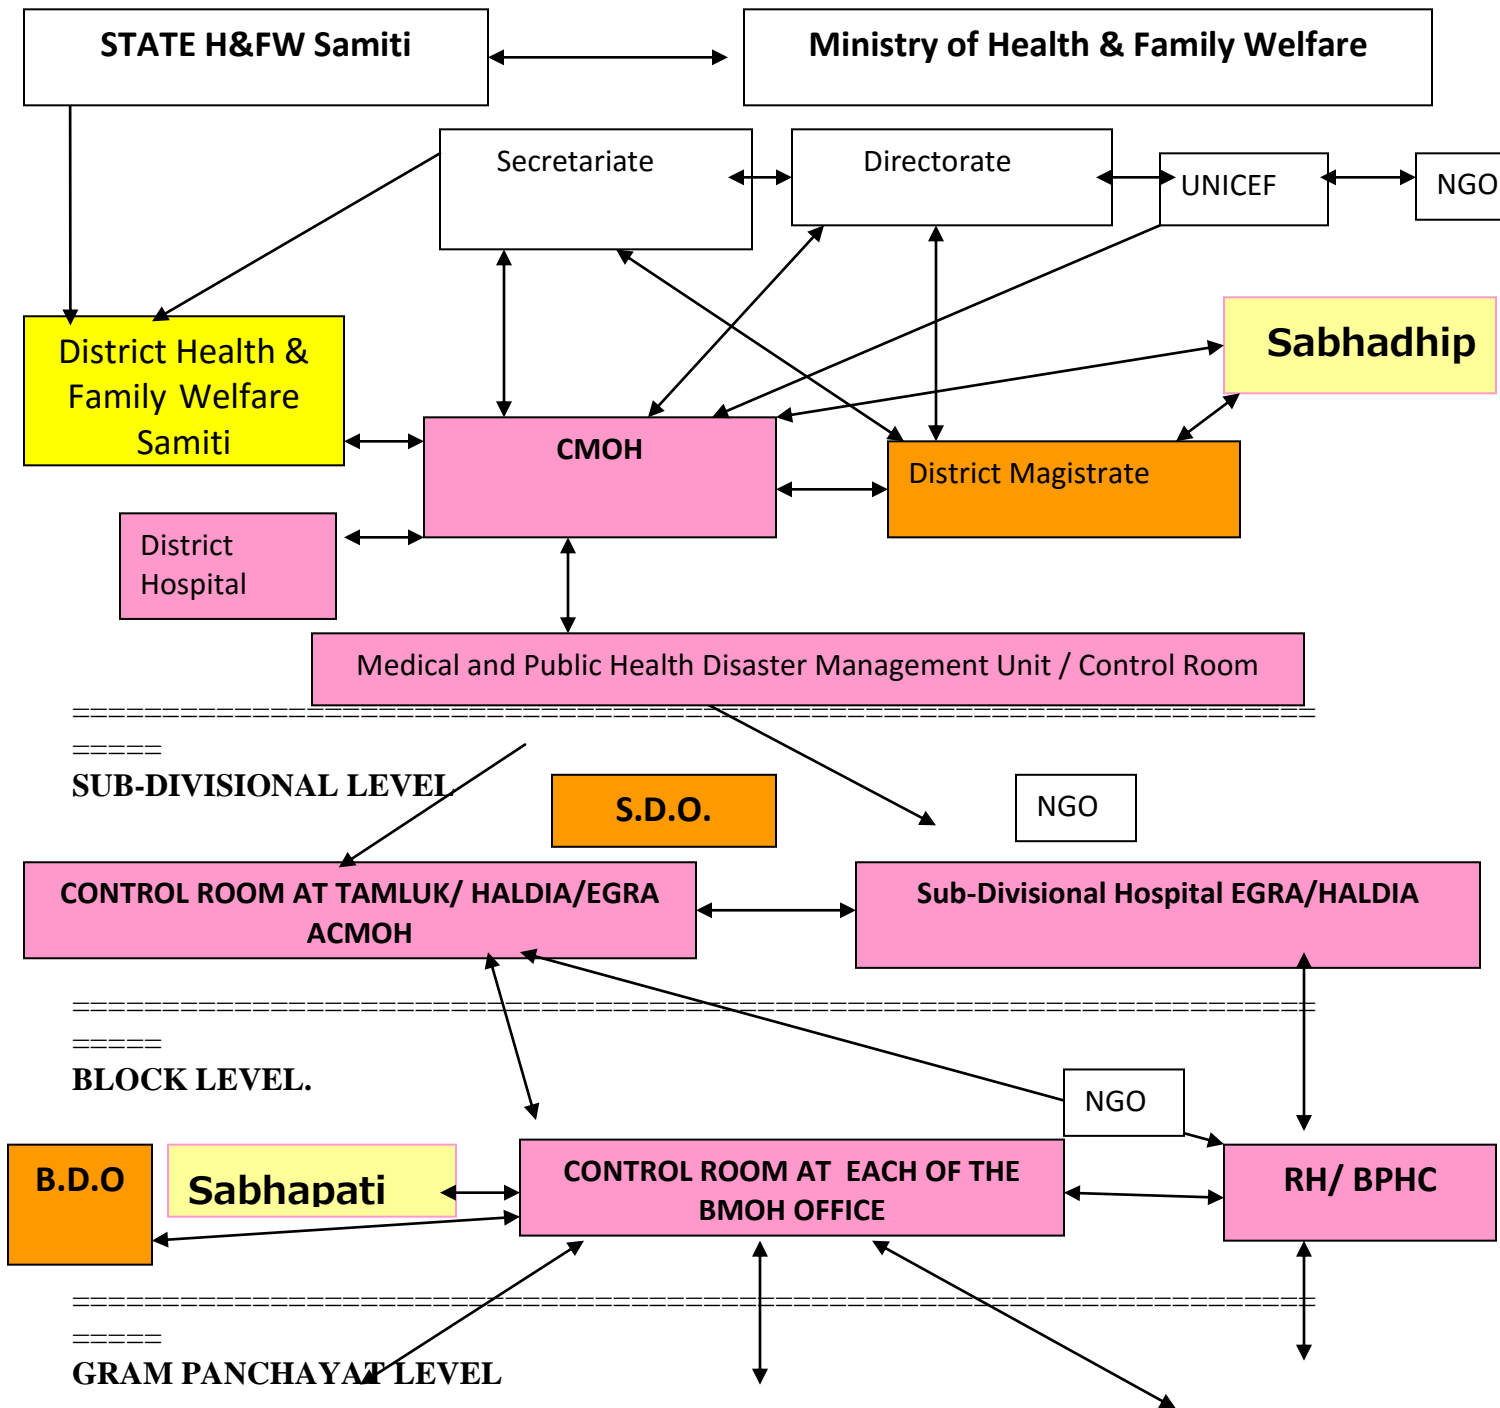 STATE H&FW Samiti
Ministry of Health & Family Welfare
Secretariate
Directorate
UNICEF
NGO
Sabhadhip
District Health &
Family Welfare
Samiti
CMOH
District Magistrate
District
Hospital
Medical and Public Health Disaster Management Unit / Control Room
======================================================================
=====
SUB-DIVISIONAL LEVEL
S.D.O.
NGO
CONTROL ROOM AT TAMLUK/ HALDIA/EGRA
ACMOH
Sub-Divisional Hospital EGRA/HALDIA
======================================================================
=====
BLOCK LEVEL.
NGO
B.D.O
Sabhapati
CONTROL ROOM AT EACH OF THE
BMOH OFFICE
RH/ BPHC
======================================================================
=====
GRAM PANCHAYAT LEVEL